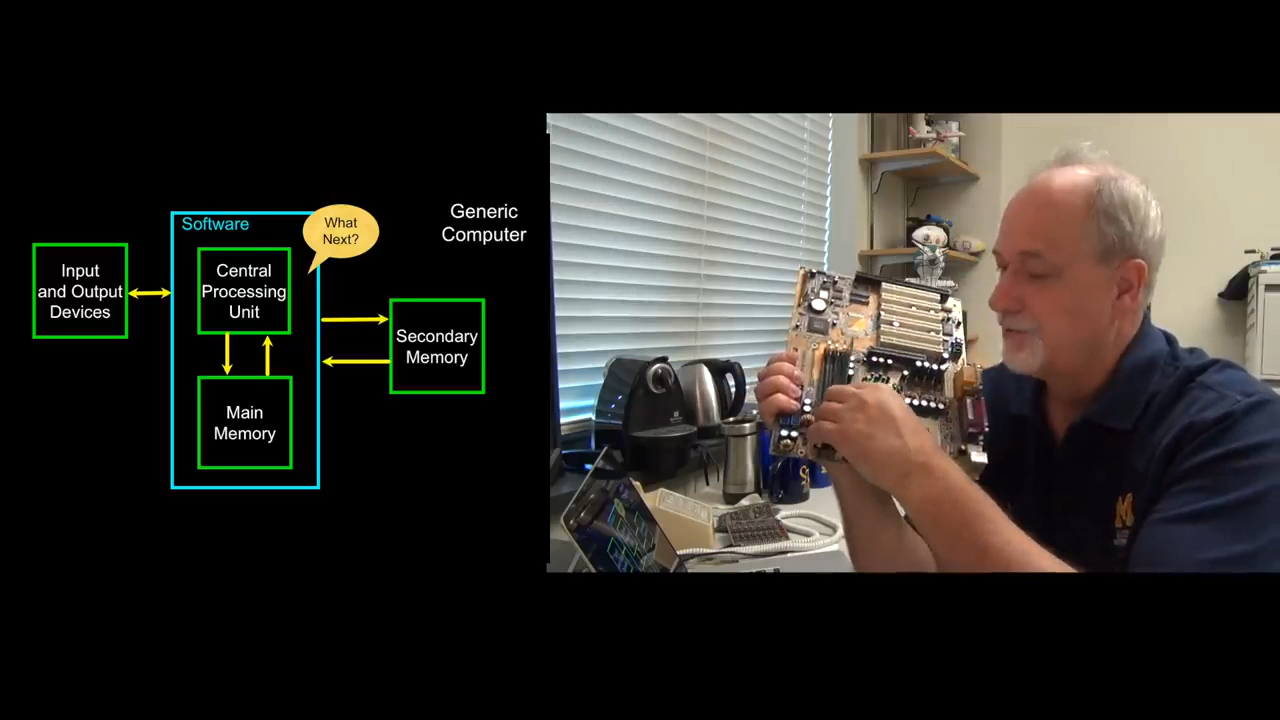 Generic
Computer
Software
What
Next?
Input
and Output
Devices
Central
Processing
Unit
Secondary
Memory
Main
Memory
M